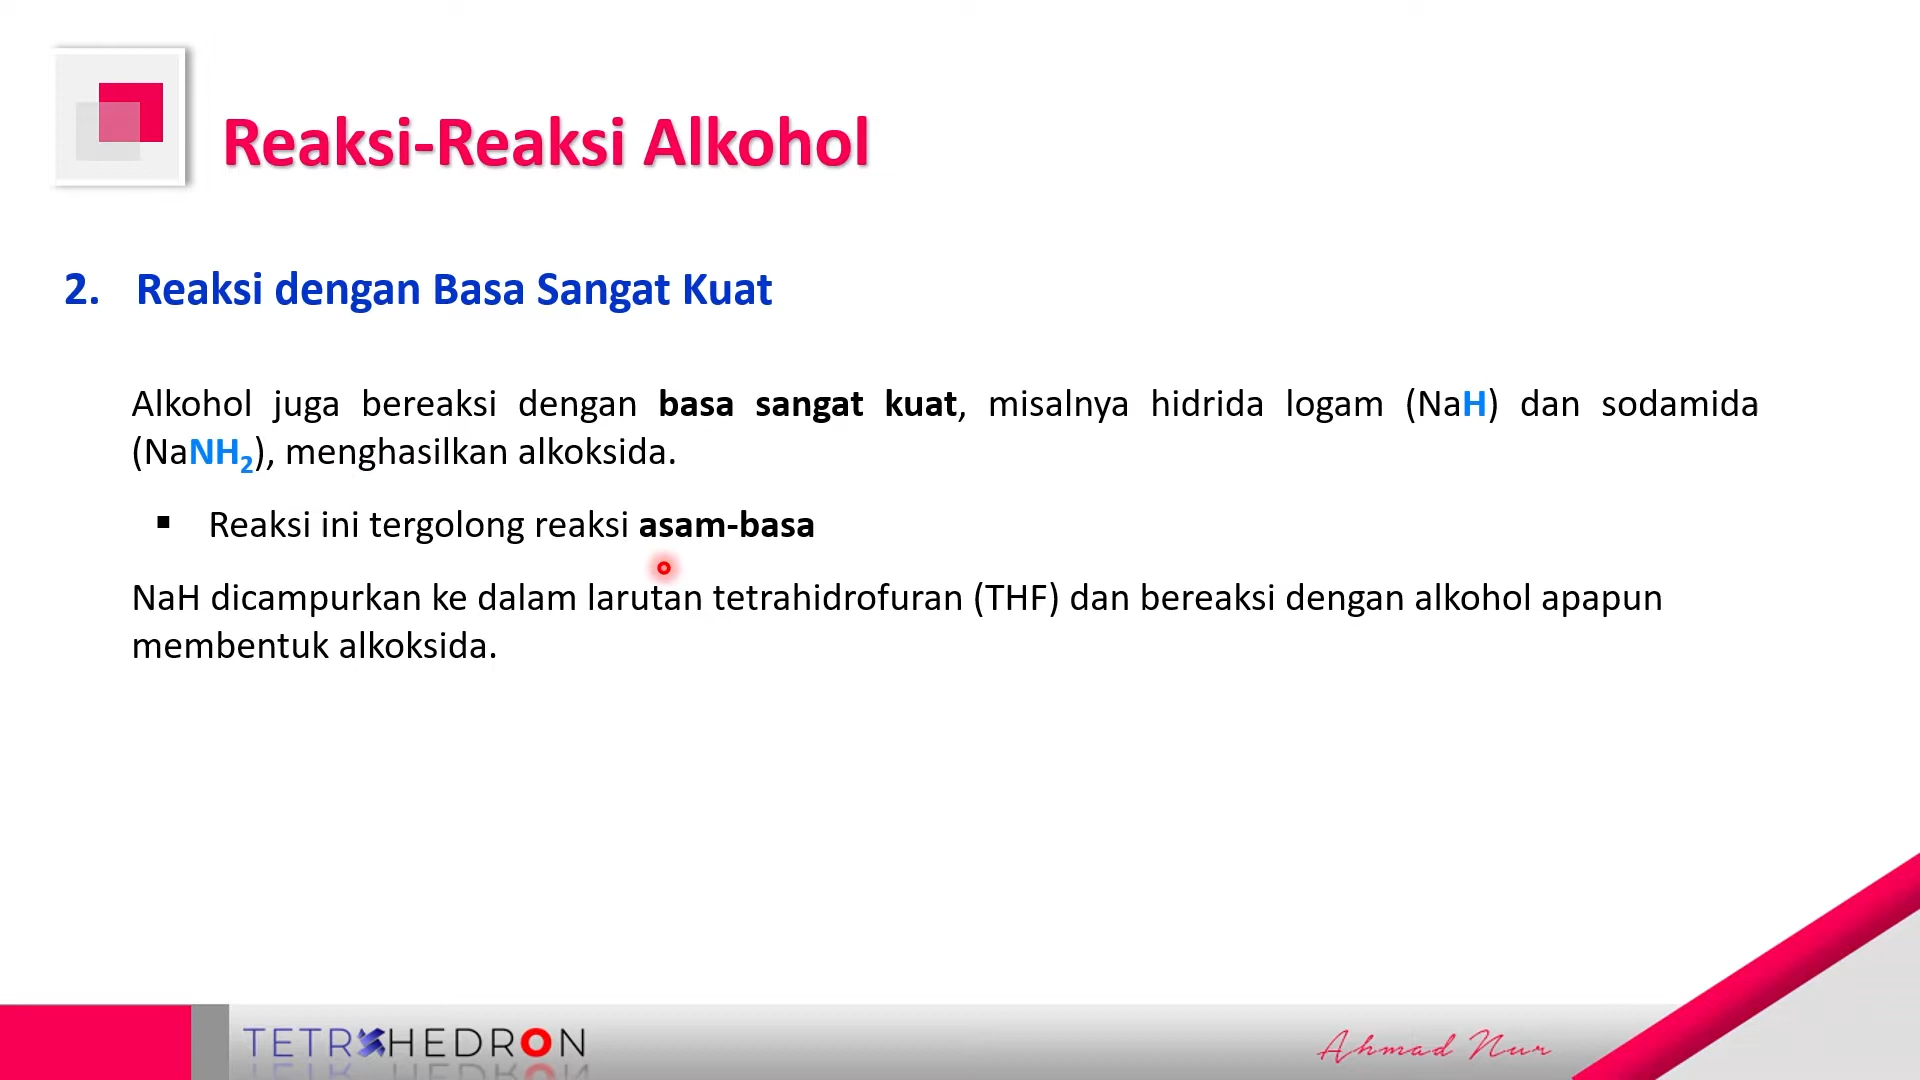 Reaksi-Reaksi Alkohol
2. Reaksi dengan Basa Sangat Kuat
Alkohol juga bereaksi dengan basa sangat kuat, misalnya hidrida logam (NaH) dan sodamida
(NaNH₂), menghasilkan alkoksida.
▪ Reaksi ini tergolong reaksi asam-basa
NaH dicampurkan ke dalam larutan tetrahidrofuran (THF) dan bereaksi dengan alkohol apapun
membentuk alkoksida.
TETRAHEDRON
Ahmad Nur